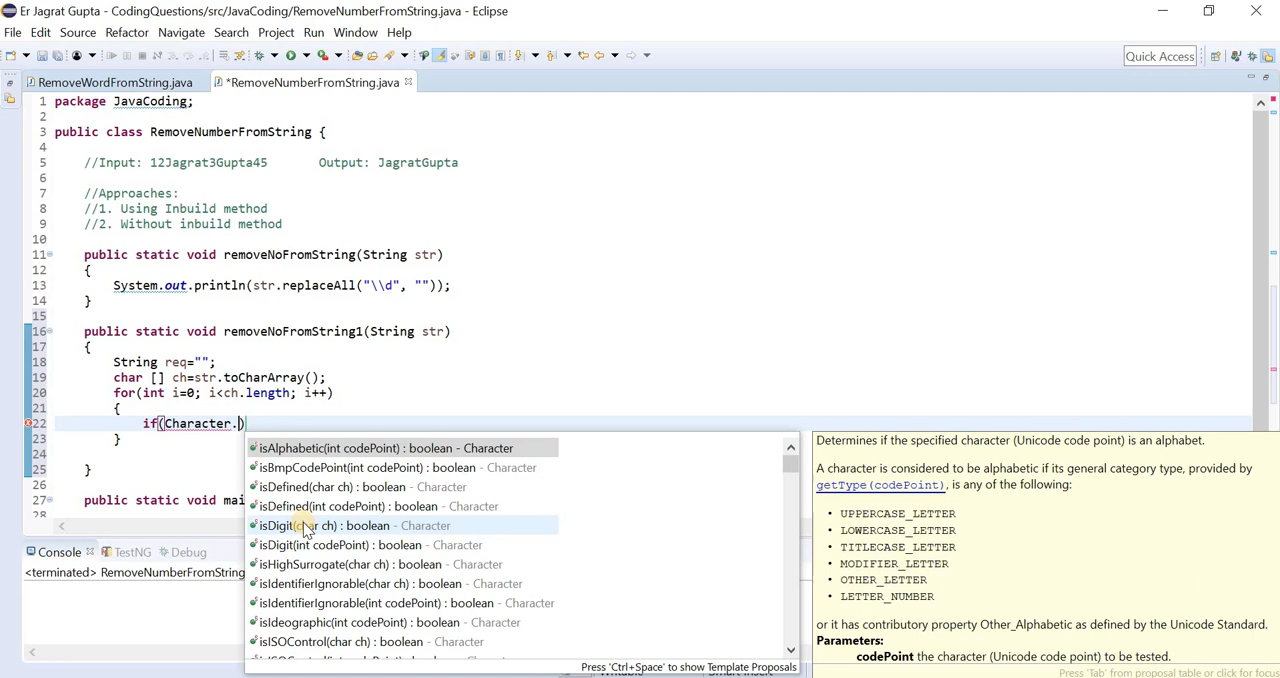 Er Jagrat Gupta - CodingQuestions/src/JavaCoding/RemoveNumberFromString.java - Eclipse
File Edit Source Refactor Navigate Search Project Run Window Help
Quick Access
RemoveWordFromString.java *RemoveNumberFromString.java
1 package JavaCoding;
2
3 public class RemoveNumberFromString {
4
5 //Input: 12Jagrat3Gupta45 Output: JagratGupta
6
7 //Approaches:
8 //1. Using Inbuild method
9 //2. Without inbuild method
10
11 public static void removeNoFromString(String str)
12 {
13 System.out.println(str.replaceAll("\\d", ""));
14 }
15
16 public static void removeNoFromString1(String str)
17 {
18 String req="";
19 char [] ch=str.toCharArray();
20 for(int i=0; i<ch.length; i++)
21 {
22 if(Character.)
23 }
24
25 }
26
27 public static void mai
28
isAlphabetic(int codePoint) : boolean - Character
isBmpCodePoint(int codePoint) : boolean - Character
isDefined(char ch) : boolean - Character
isDefined(int codePoint) : boolean - Character
isDigit(char ch) : boolean - Character
isDigit(int codePoint) : boolean - Character
isHighSurrogate(char ch) : boolean - Character
isIdentifierIgnorable(char ch) : boolean - Character
isIdentifierIgnorable(int codePoint) : boolean - Character
isIdeographic(int codePoint) : boolean - Character
isISOControl(char ch) : boolean - Character
Press 'Ctrl+Space' to show Template Proposals
Determines if the specified character (Unicode code point) is an alphabet.
A character is considered to be alphabetic if its general category type, provided by
getType(codePoint), is any of the following:
• UPPERCASE_LETTER
• LOWERCASE_LETTER
• TITLECASE_LETTER
• MODIFIER_LETTER
• OTHER_LETTER
• LETTER_NUMBER
or it has contributory property Other_Alphabetic as defined by the Unicode Standard.
Parameters:
codePoint the character (Unicode code point) to be tested.
Press 'Tab' from proposal table or click for focus
Console TestNG Debug
<terminated> RemoveNumberFromString